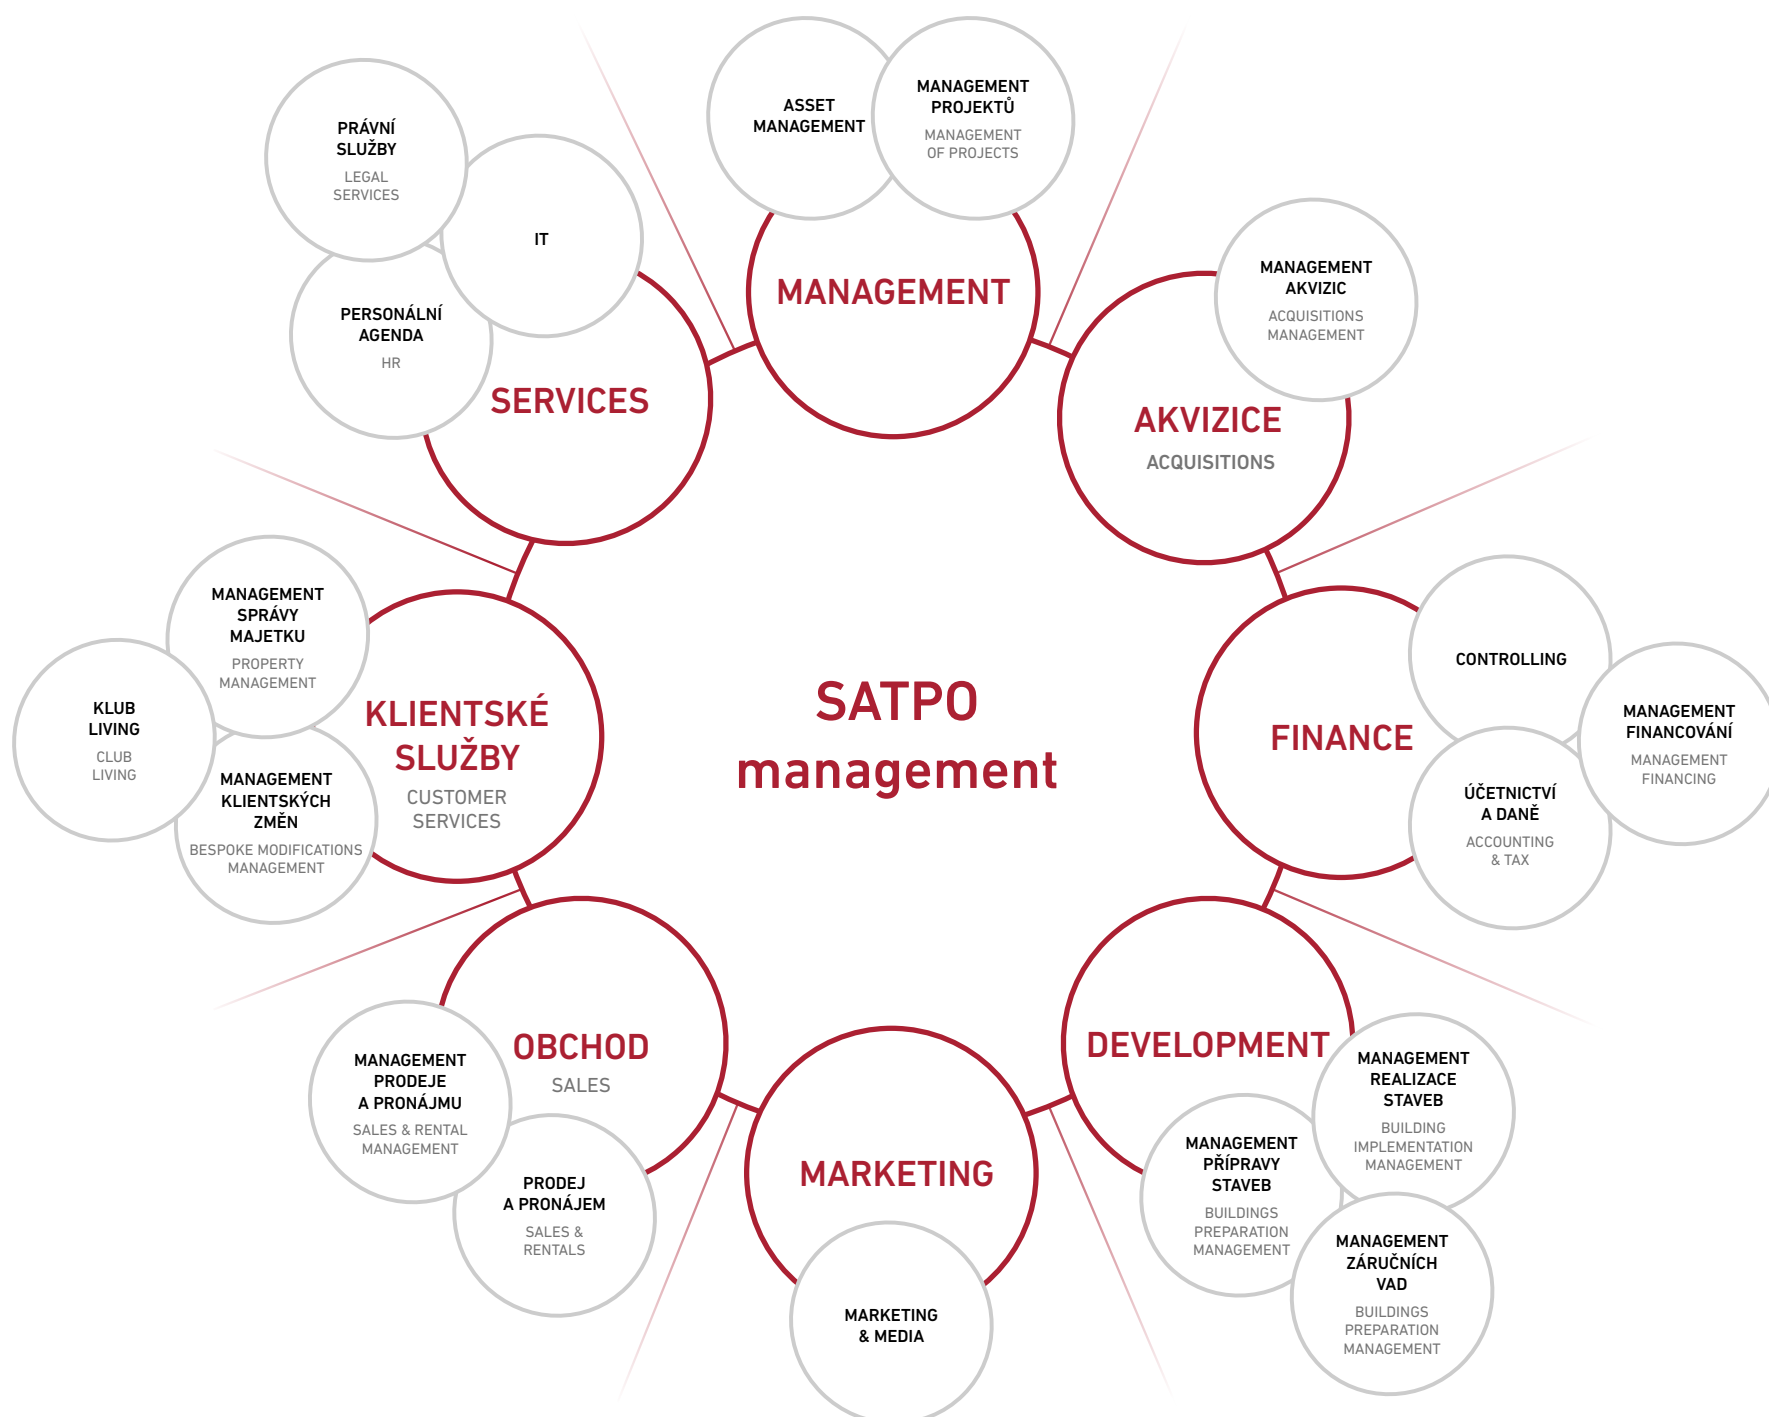 ASSET
MANAGEMENT
MANAGEMENT
PROJEKTŮ
MANAGEMENT
OF PROJECTS
MANAGEMENT
MANAGEMENT
AKVIZIC
ACQUISITIONS
MANAGEMENT
AKVIZICE
ACQUISITIONS
CONTROLLING
MANAGEMENT
FINANCOVÁNÍ
MANAGEMENT
FINANCING
ÚČETNICTVÍ
A DANĚ
ACCOUNTING
& TAX
FINANCE
DEVELOPMENT
MANAGEMENT
REALIZACE
STAVEB
BUILDING
IMPLEMENTATION
MANAGEMENT
MANAGEMENT
PŘÍPRAVY
STAVEB
BUILDINGS
PREPARATION
MANAGEMENT
MANAGEMENT
ZÁRUČNÍCH
VAD
BUILDINGS
PREPARATION
MANAGEMENT
MARKETING
MARKETING
& MEDIA
OBCHOD
SALES
MANAGEMENT
PRODEJE
A PRONÁJMU
SALES & RENTAL
MANAGEMENT
PRODEJ
A PRONÁJEM
SALES &
RENTALS
KLIENTSKÉ
SLUŽBY
CUSTOMER
SERVICES
MANAGEMENT
SPRÁVY
MAJETKU
PROPERTY
MANAGEMENT
KLUB
LIVING
CLUB
LIVING
MANAGEMENT
KLIENTSKÝCH
ZMĚN
BESPOKE MODIFICATIONS
MANAGEMENT
PRÁVNÍ
SLUŽBY
LEGAL
SERVICES
IT
PERSONÁLNÍ
AGENDA
HR
SERVICES
SATPO
management